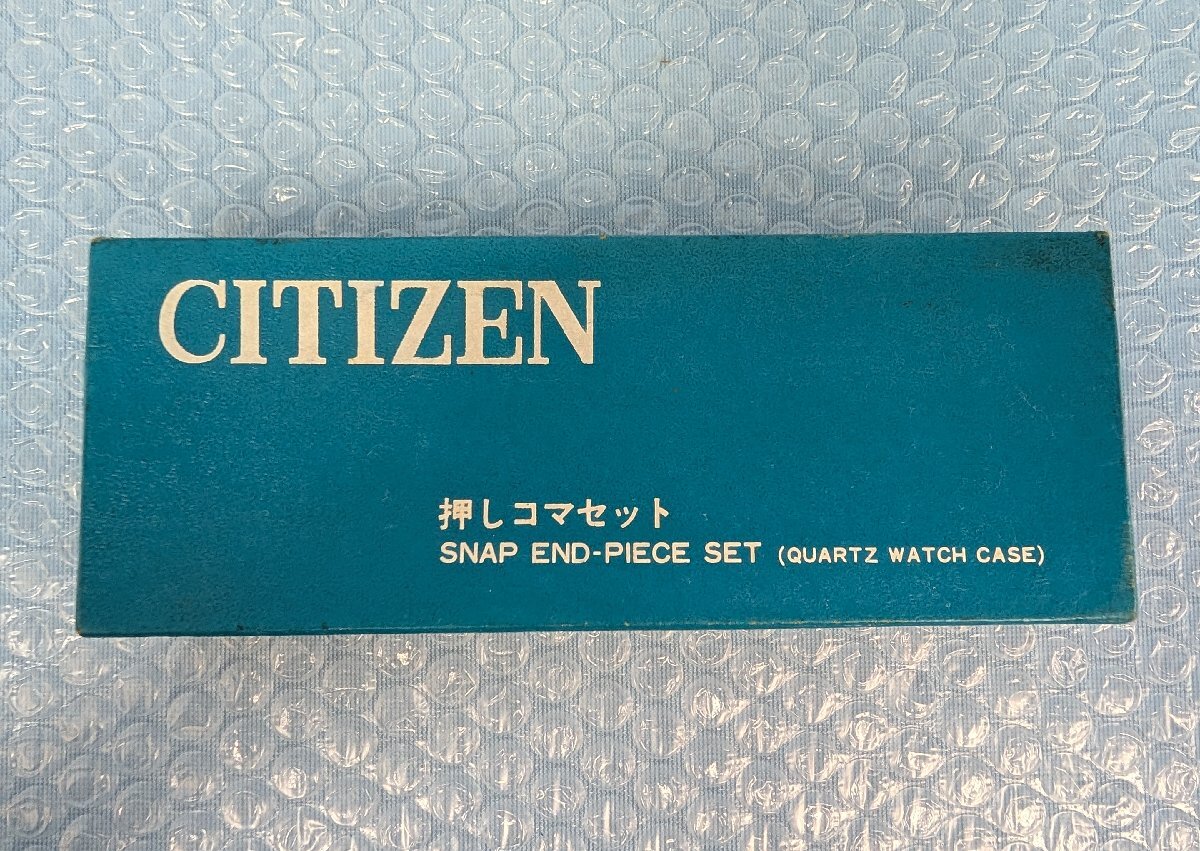 CITIZEN
押しコマセット
SNAP END-PIECE SET (QUARTZ WATCH CASE)